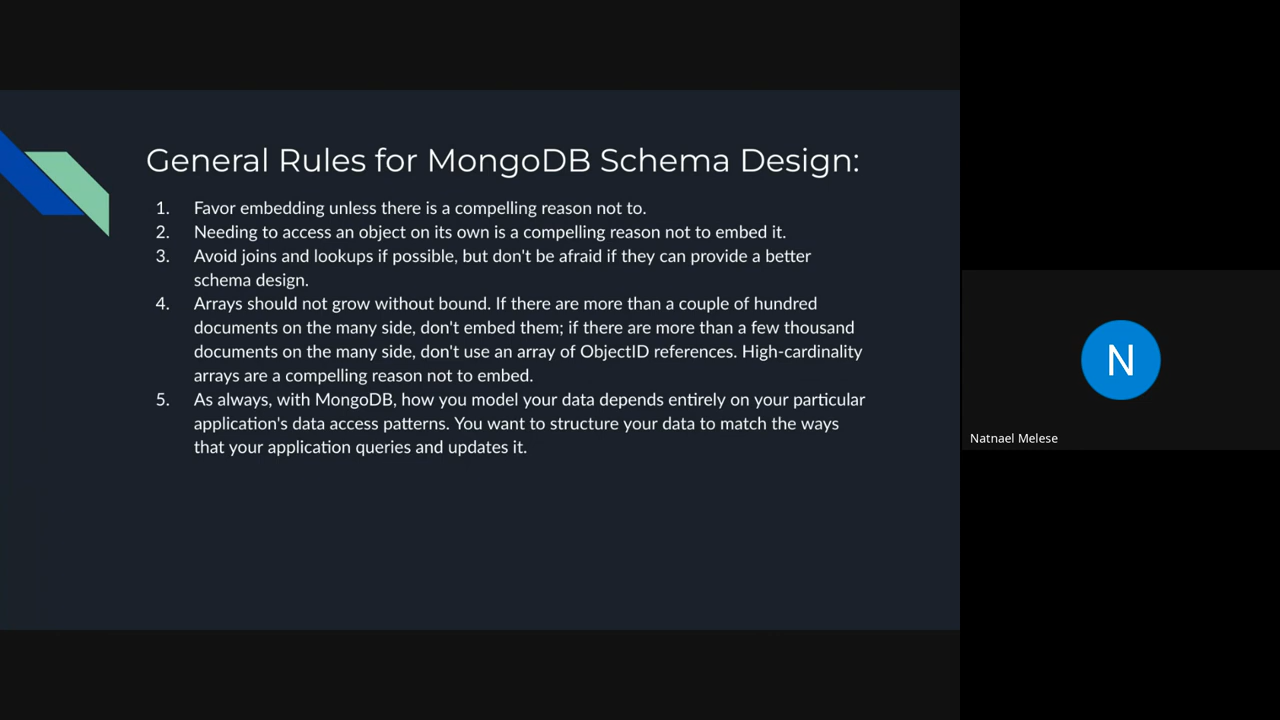 General Rules for MongoDB Schema Design:
1. Favor embedding unless there is a compelling reason not to.
2. Needing to access an object on its own is a compelling reason not to embed it.
3. Avoid joins and lookups if possible, but don't be afraid if they can provide a better
schema design.
4. Arrays should not grow without bound. If there are more than a couple of hundred
documents on the many side, don't embed them; if there are more than a few thousand
documents on the many side, don't use an array of ObjectID references. High-cardinality
arrays are a compelling reason not to embed.
5. As always, with MongoDB, how you model your data depends entirely on your particular
application's data access patterns. You want to structure your data to match the ways
that your application queries and updates it.
N
Natnael Melese